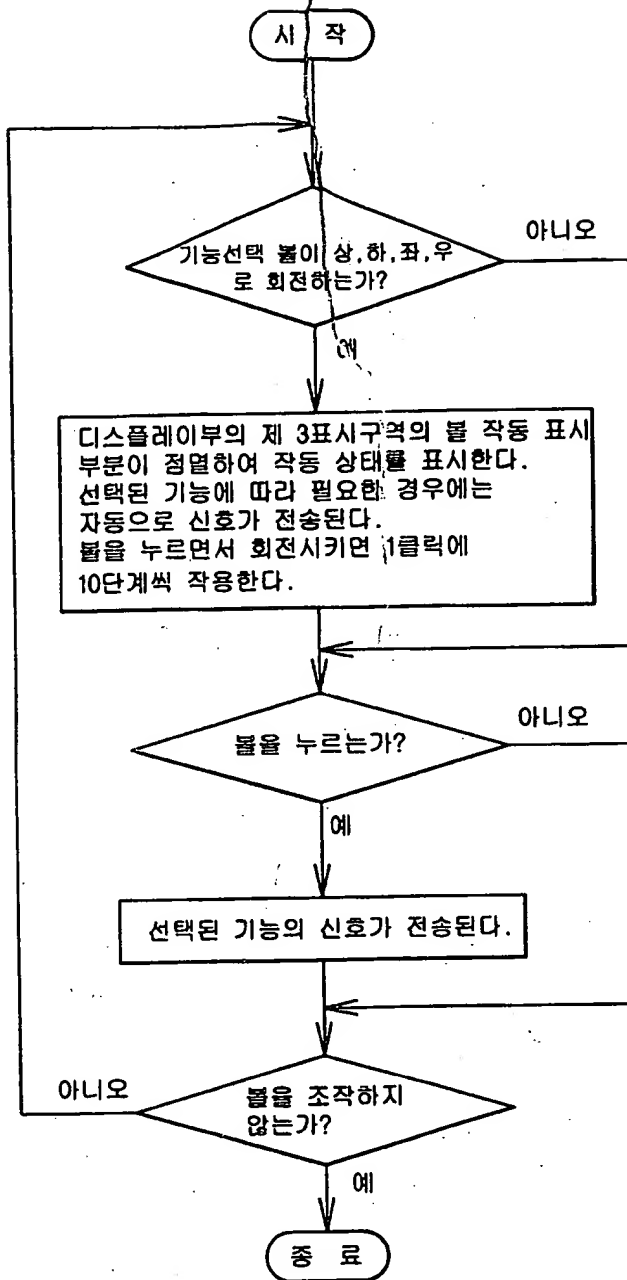 시 작
기능선택 볼이 상,하,좌,우
로 회전하는가?
아니오
예
디스플레이부의 제 3표시구역의 볼 작동 표시
부분이 점멸하여 작동 상태를 표시한다.
선택된 기능에 따라 필요한 경우에는
자동으로 신호가 전송된다.
볼을 누르면서 회전시키면 1클릭에
10단계씩 작용한다.
볼을 누르는가?
아니오
예
선택된 기능의 신호가 전송된다.
볼을 조작하지
않는가?
아니오
예
종 료